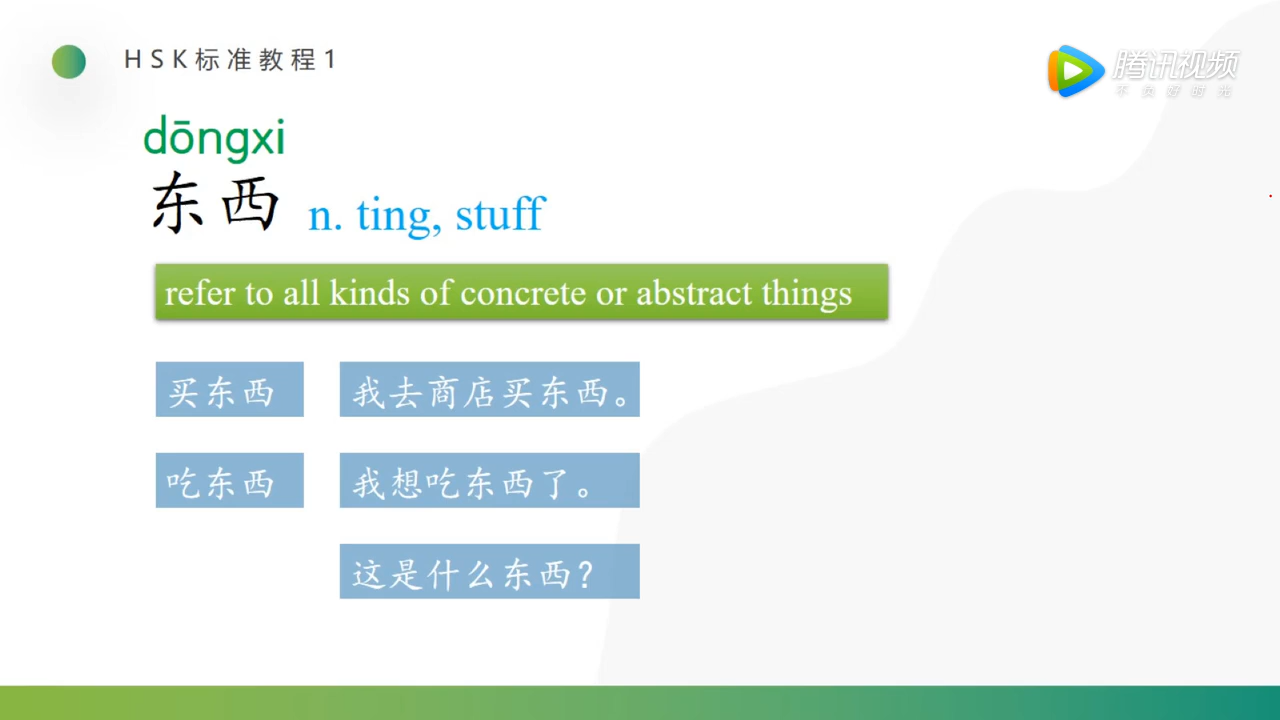 HSK标准教程1
腾讯视频
不负好时光
dōngxi
东西 n. ting, stuff
refer to all kinds of concrete or abstract things
买东西 我去商店买东西。
吃东西 我想吃东西了。
这是什么东西？